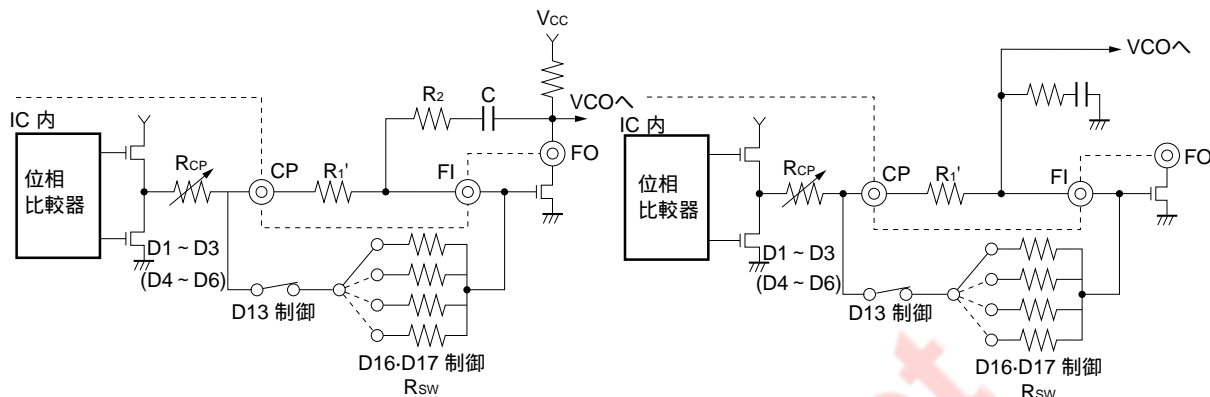 VCC
R2
C
VCOへ
IC 内
位相
比較器
RCP
CP
R1'
FI
FO
D1 ~ D3
(D4 ~ D6)
D13 制御
D16·D17 制御
RSW
VCOへ
IC 内
位相
比較器
RCP
CP
R1'
FI
FO
D1 ~ D3
(D4 ~ D6)
D13 制御
D16·D17 制御
RSW